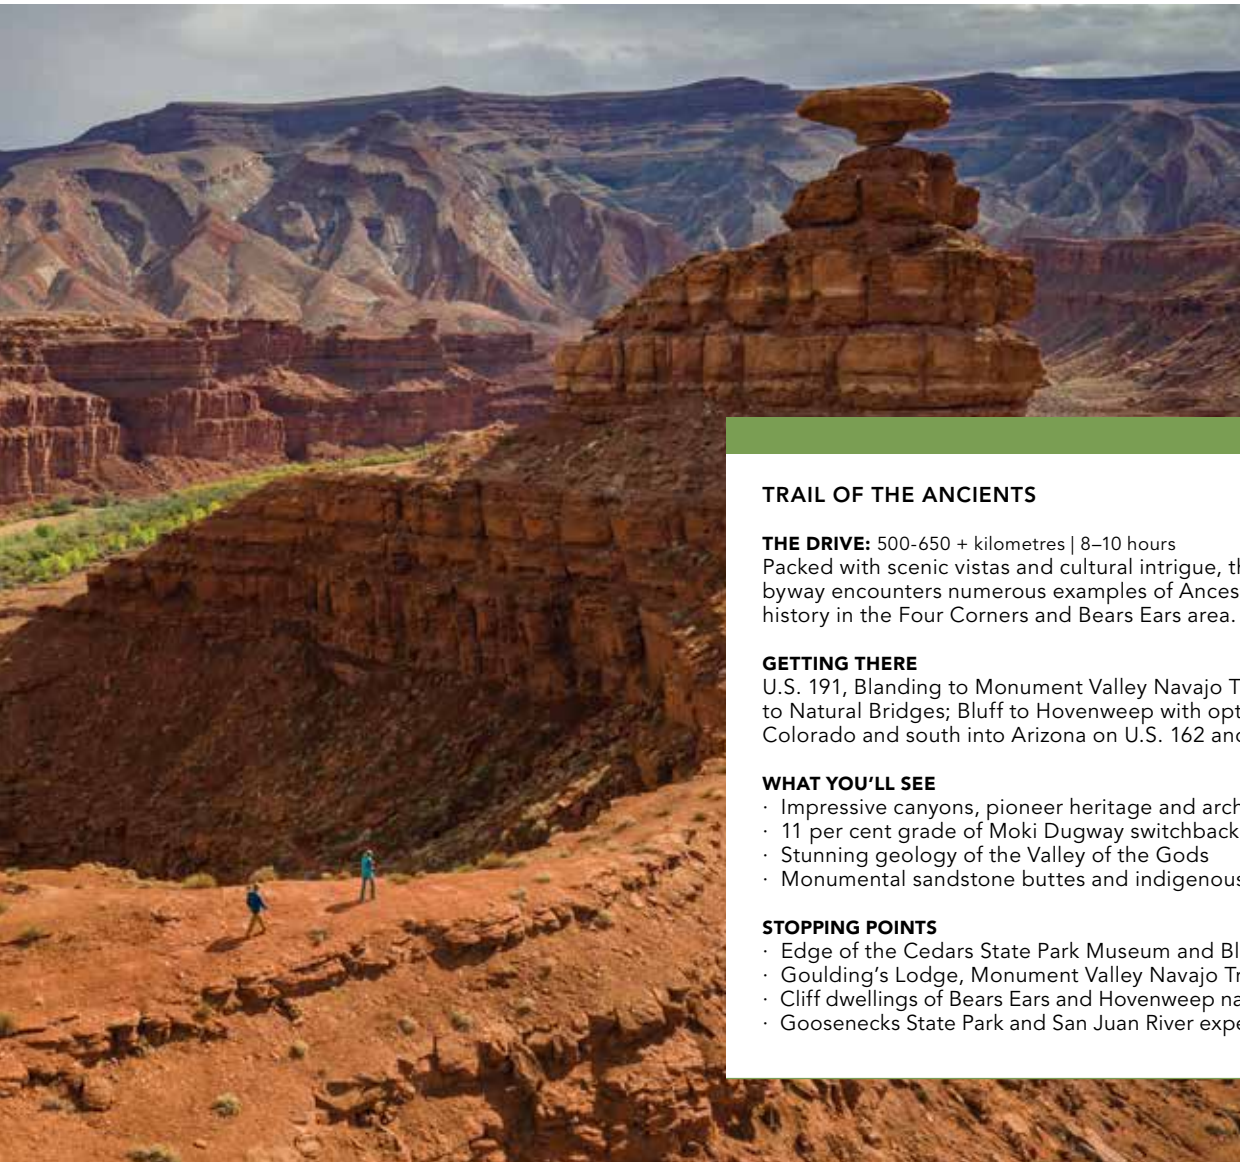 TRAIL OF THE ANCIENTS
THE DRIVE: 500-650 + kilometres | 8–10 hours
Packed with scenic vistas and cultural intrigue,
byway encounters numerous examples of
history in the Four Corners and Bears Ears area.
GETTING THERE
U.S. 191, Blanding to Monument Valley Navajo
to Natural Bridges; Bluff to Hovenweep with
Colorado and south into Arizona on U.S. 162
WHAT YOU'LL SEE
· Impressive canyons, pioneer heritage and
· 11 per cent grade of Moki Dugway switchback
· Stunning geology of the Valley of the Gods
· Monumental sandstone buttes and indigenous
STOPPING POINTS
· Edge of the Cedars State Park Museum and
· Goulding's Lodge, Monument Valley Navajo
· Cliff dwellings of Bears Ears and Hovenweep
· Goosenecks State Park and San Juan River